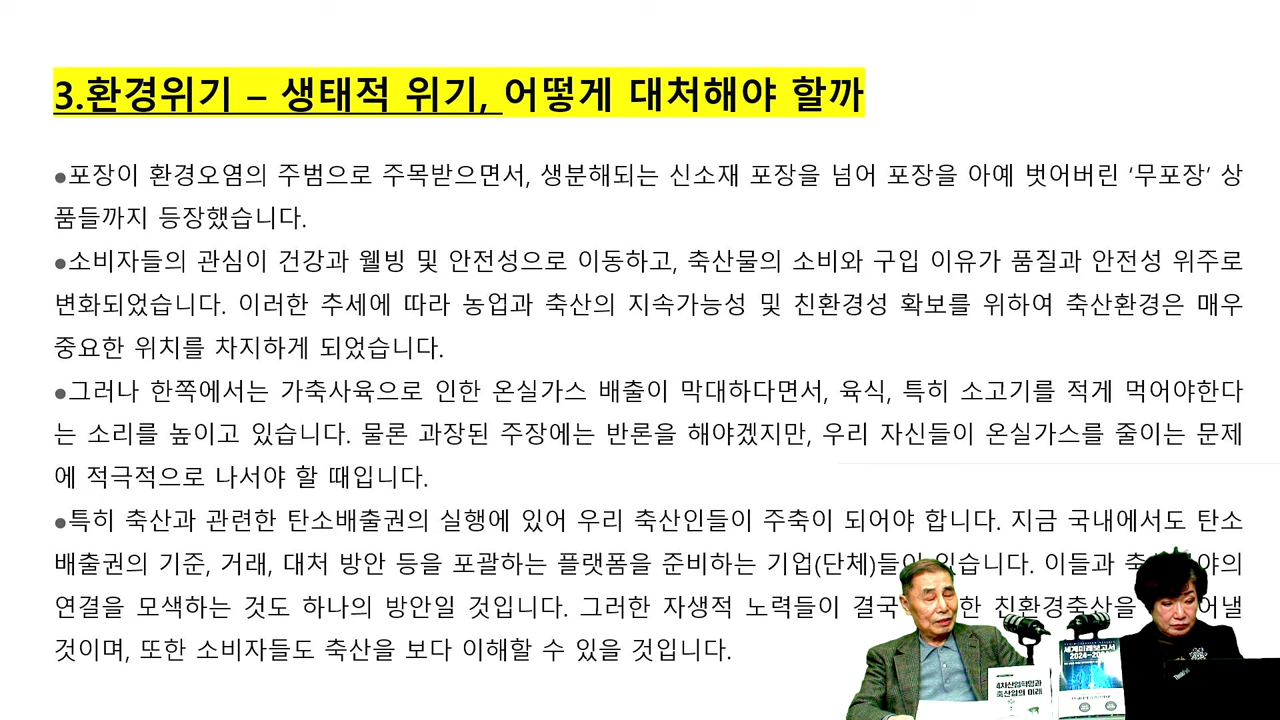 3.환경위기 – 생태적 위기, 어떻게 대처해야 할까
●포장이 환경오염의 주범으로 주목받으면서, 생분해되는 신소재 포장을 넘어 포장을 아예 벗어버린 ‘무포장’ 상
품들까지 등장했습니다.
●소비자들의 관심이 건강과 웰빙 및 안전성으로 이동하고, 축산물의 소비와 구입 이유가 품질과 안전성 위주로
변화되었습니다. 이러한 추세에 따라 농업과 축산의 지속가능성 및 친환경성 확보를 위하여 축산환경은 매우
중요한 위치를 차지하게 되었습니다.
●그러나 한쪽에서는 가축사육으로 인한 온실가스 배출이 막대하다면서, 육식, 특히 소고기를 적게 먹어야한다
는 소리를 높이고 있습니다. 물론 과장된 주장에는 반론을 해야겠지만, 우리 자신들이 온실가스를 줄이는 문제
에 적극적으로 나서야 할 때입니다.
●특히 축산과 관련한 탄소배출권의 실행에 있어 우리 축산인들이 주축이 되어야 합니다. 지금 국내에서도 탄소
배출권의 기준, 거래, 대처 방안 등을 포괄하는 플랫폼을 준비하는 기업(단체)들이 있습니다. 이들과
연결을 모색하는 것도 하나의 방안일 것입니다. 그러한 자생적 노력들이 결국 친환경축산을
것이며, 또한 소비자들도 축산을 보다 이해할 수 있을 것입니다.
4차산업혁명과
축산업의 미래
세계미래보고서
ThinkPad